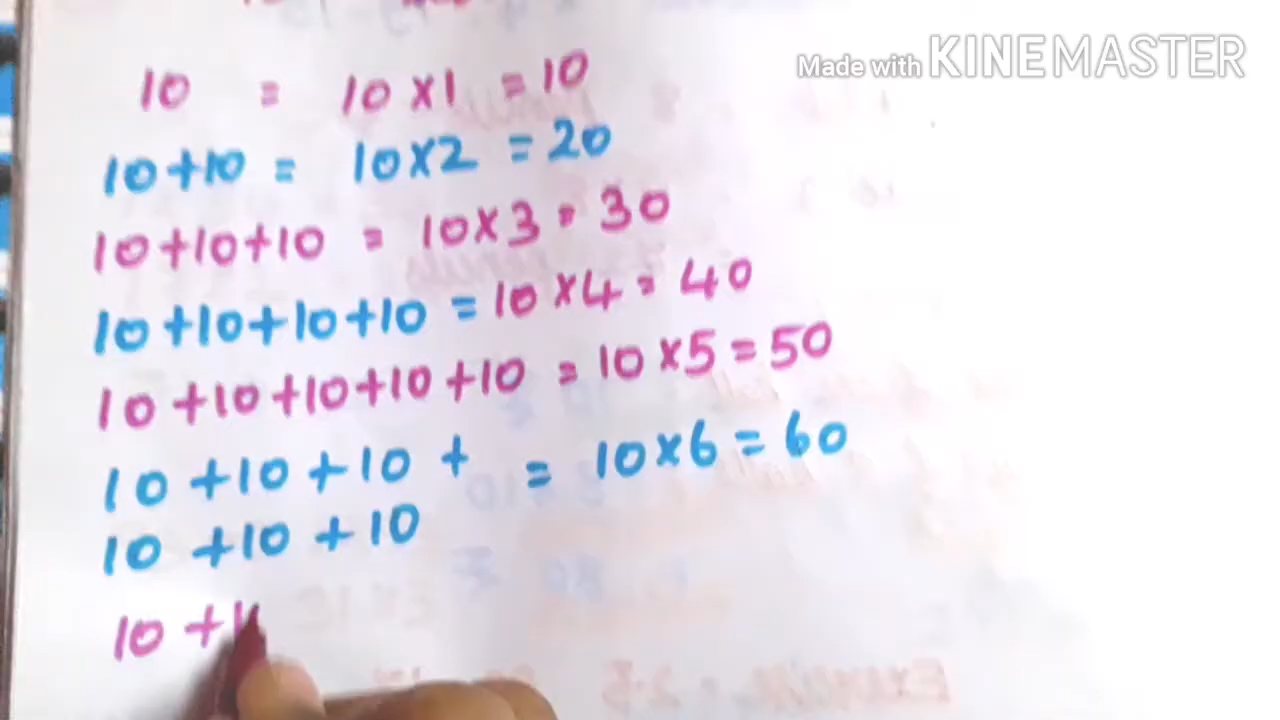 Made with KINEMASTER
10 = 10 × 1 = 10
10 + 10 = 10 × 2 = 20
10 + 10 + 10 = 10 × 3 = 30
10 + 10 + 10 + 10 = 10 × 4 = 40
10 + 10 + 10 + 10 + 10 = 10 × 5 = 50
10 + 10 + 10 + = 10 × 6 = 60
10 + 10 + 10
10 + 1